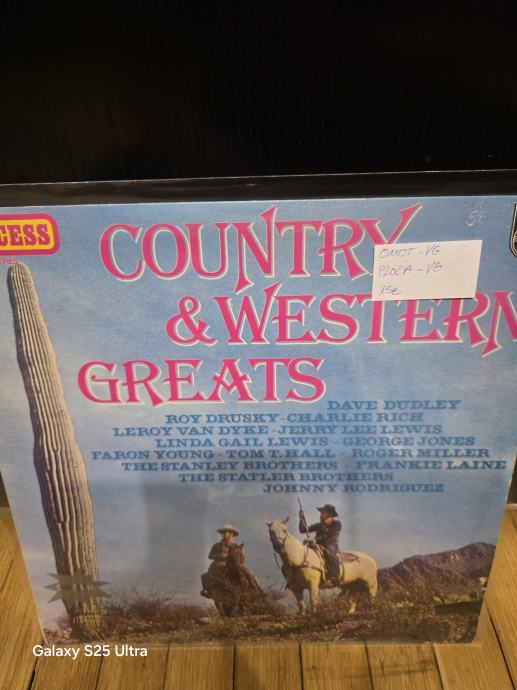 CESS
SERIES
COUNTRY
& WESTERN
GREATS
OMOT - VG
PLOČA - VG
15€
DAVE DUDLEY
ROY DRUSKY - CHARLIE RICH
LEROY VAN DYKE - JERRY LEE LEWIS
LINDA GAIL LEWIS - GEORGE JONES
FARON YOUNG - TOM T. HALL - ROGER MILLER
THE STANLEY BROTHERS - FRANKIE LAINE
THE STATLER BROTHERS
JOHNNY RODRIGUEZ
Galaxy S25 Ultra